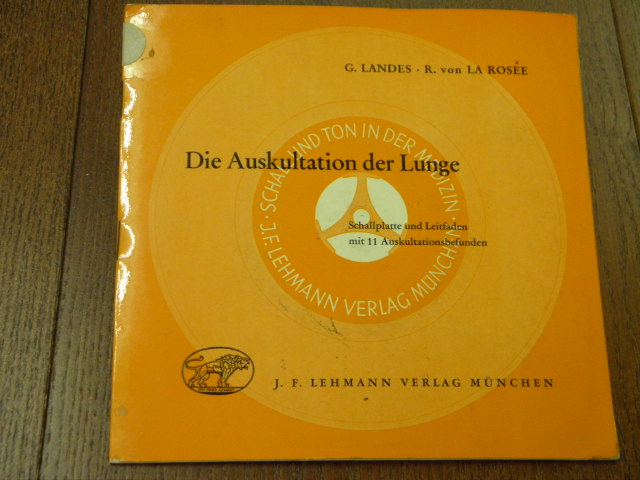 G. LANDES · R. von LA ROSÉE
Die Auskultation der Lunge
SCHALL UND TON IN DER MEDIZIN ·
· J. F. LEHMANN VERLAG MÜNCHEN
Schallplatte und Leitfaden
mit 11 Auskultationsbefunden
J. F. LEHMANN VERLAG MÜNCHEN